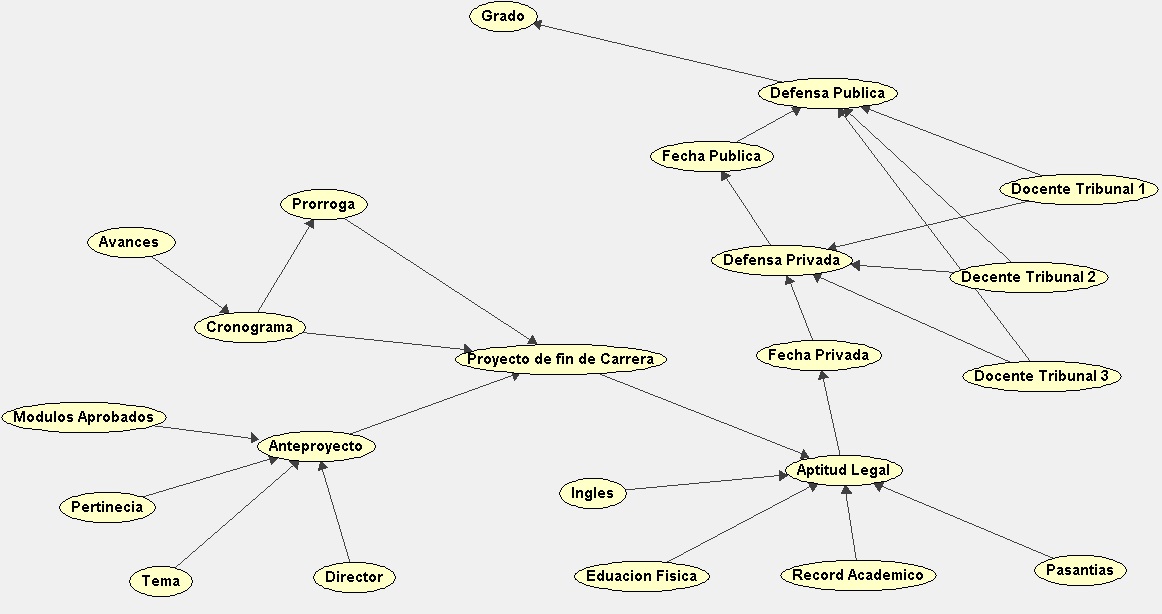 Grado
Defensa Publica
Fecha Publica
Docente Tribunal 1
Prorroga
Avances
Defensa Privada
Decente Tribunal 2
Cronograma
Proyecto de fin de Carrera
Fecha Privada
Docente Tribunal 3
Modulos Aprobados
Anteproyecto
Aptitud Legal
Ingles
Pertinecia
Tema
Director
Eduacion Fisica
Record Academico
Pasantias